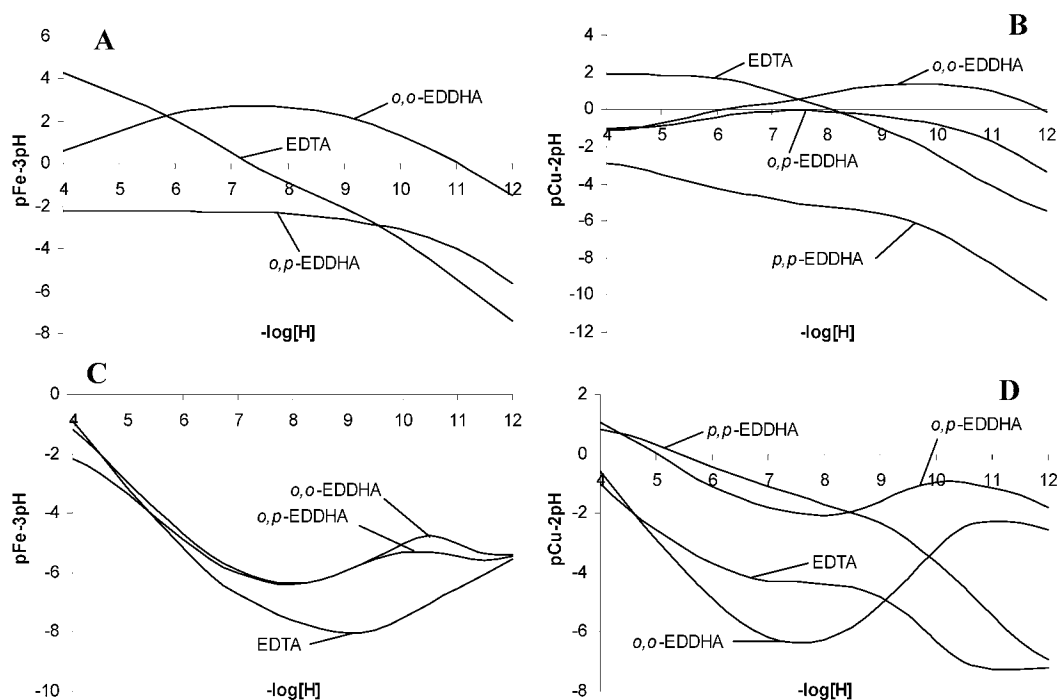 A
6
4
2
0
-2
-4
-6
-8
4 5 6 7 8 9 10 11 12
pFe-3pH
-log[H]
o,o-EDDHA
EDTA
o,p-EDDHA
B
4
2
0
-2
-4
-6
-8
-10
-12
4 5 6 7 8 9 10 11 12
pCu-2pH
-log[H]
EDTA
o,o-EDDHA
o,p-EDDHA
p,p-EDDHA
C
0
-2
-4
-6
-8
-10
4 5 6 7 8 9 10 11 12
pFe-3pH
-log[H]
o,o-EDDHA
o,p-EDDHA
EDTA
D
2
0
-2
-4
-6
-8
4 5 6 7 8 9 10 11 12
pCu-2pH
-log[H]
p,p-EDDHA
o,p-EDDHA
EDTA
o,o-EDDHA